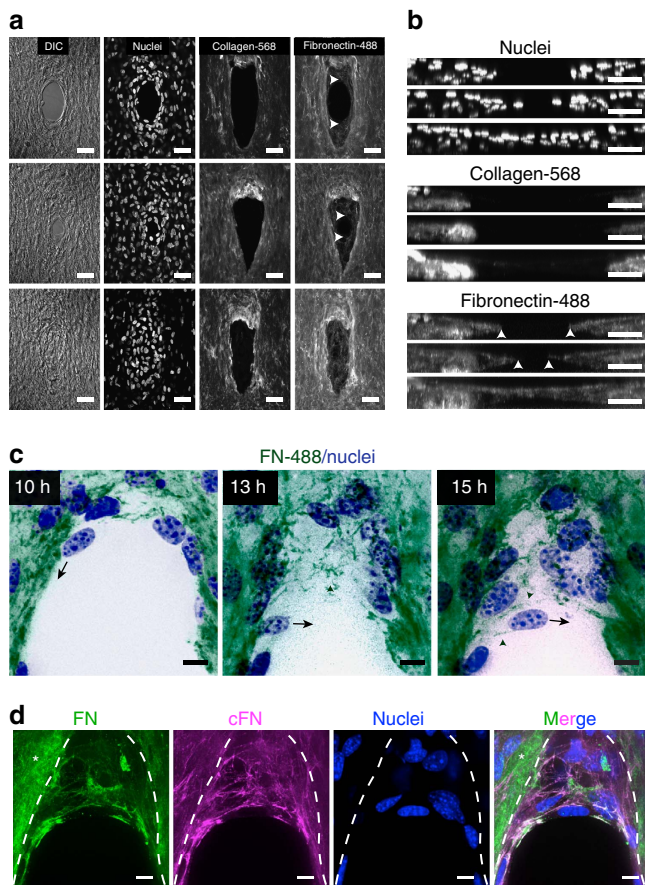 a
DIC Nuclei Collagen-568 Fibronectin-488
b
Nuclei
Collagen-568
Fibronectin-488
c
FN-488/nuclei
10 h 13 h 15 h
d
FN cFN Nuclei Merge
* *